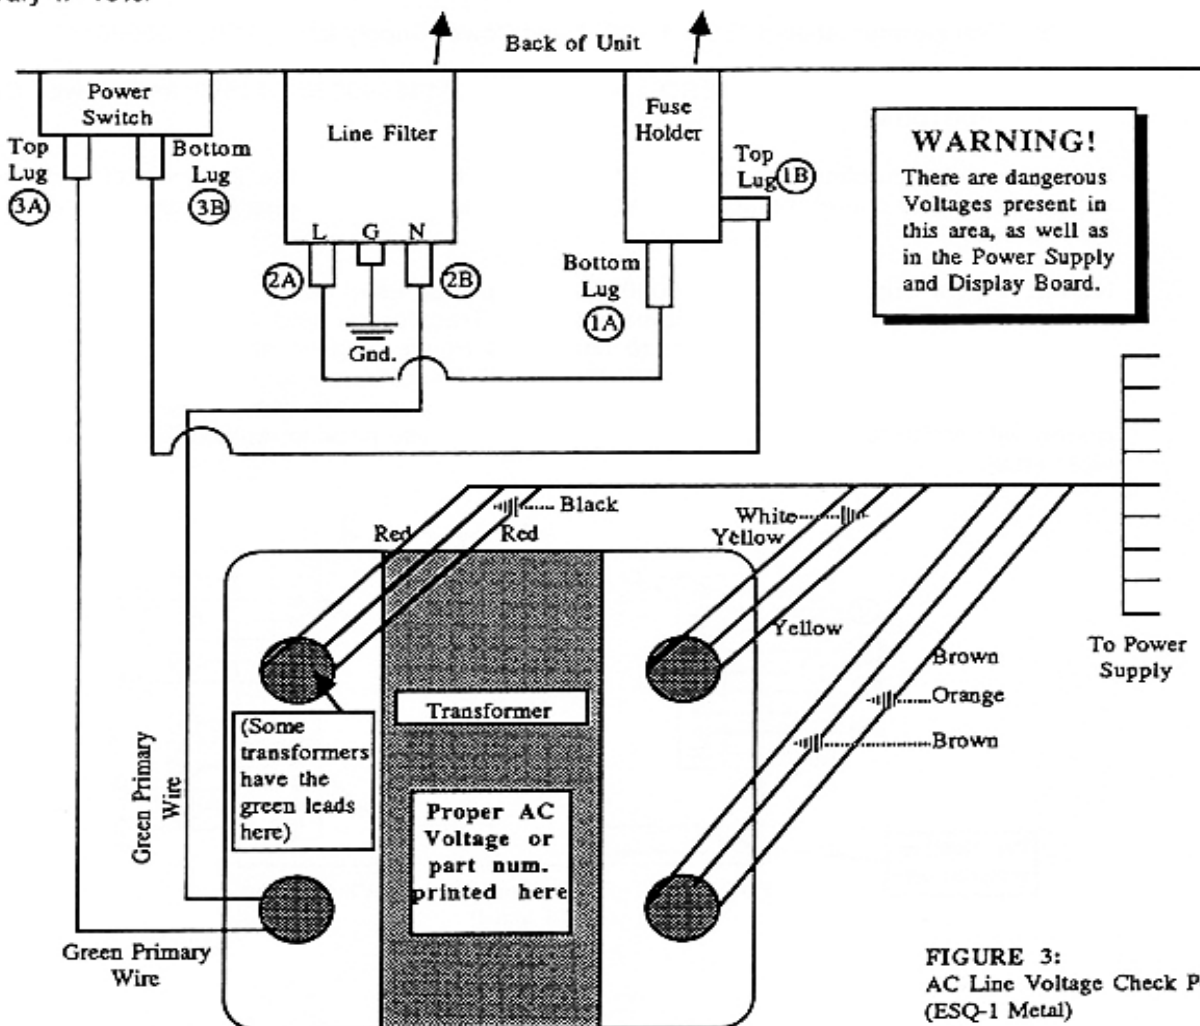 Back of Unit
Power
Switch
Line Filter
Fuse
Holder
Top
Lug
3A
Bottom
Lug
3B
Top
Lug
1B
L G N
2A
2B
Gnd.
Bottom
Lug
1A
WARNING!
There are dangerous
Voltages present in
this area, as well as
in the Power Supply
and Display Board.
Black
Red
Red
White
Yellow
Yellow
To Power
Supply
Brown
Orange
Brown
Transformer
(Some
transformers
have the
green leads
here)
Green Primary
Wire
Proper AC
Voltage or
part num.
printed here
Green Primary
Wire
FIGURE 3:
AC Line Voltage Check P
(ESQ-1 Metal)